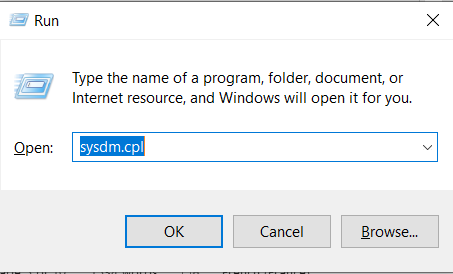 Run
Type the name of a program, folder, document, or
Internet resource, and Windows will open it for you.
Open:
sysdm.cpl
OK
Cancel
Browse...